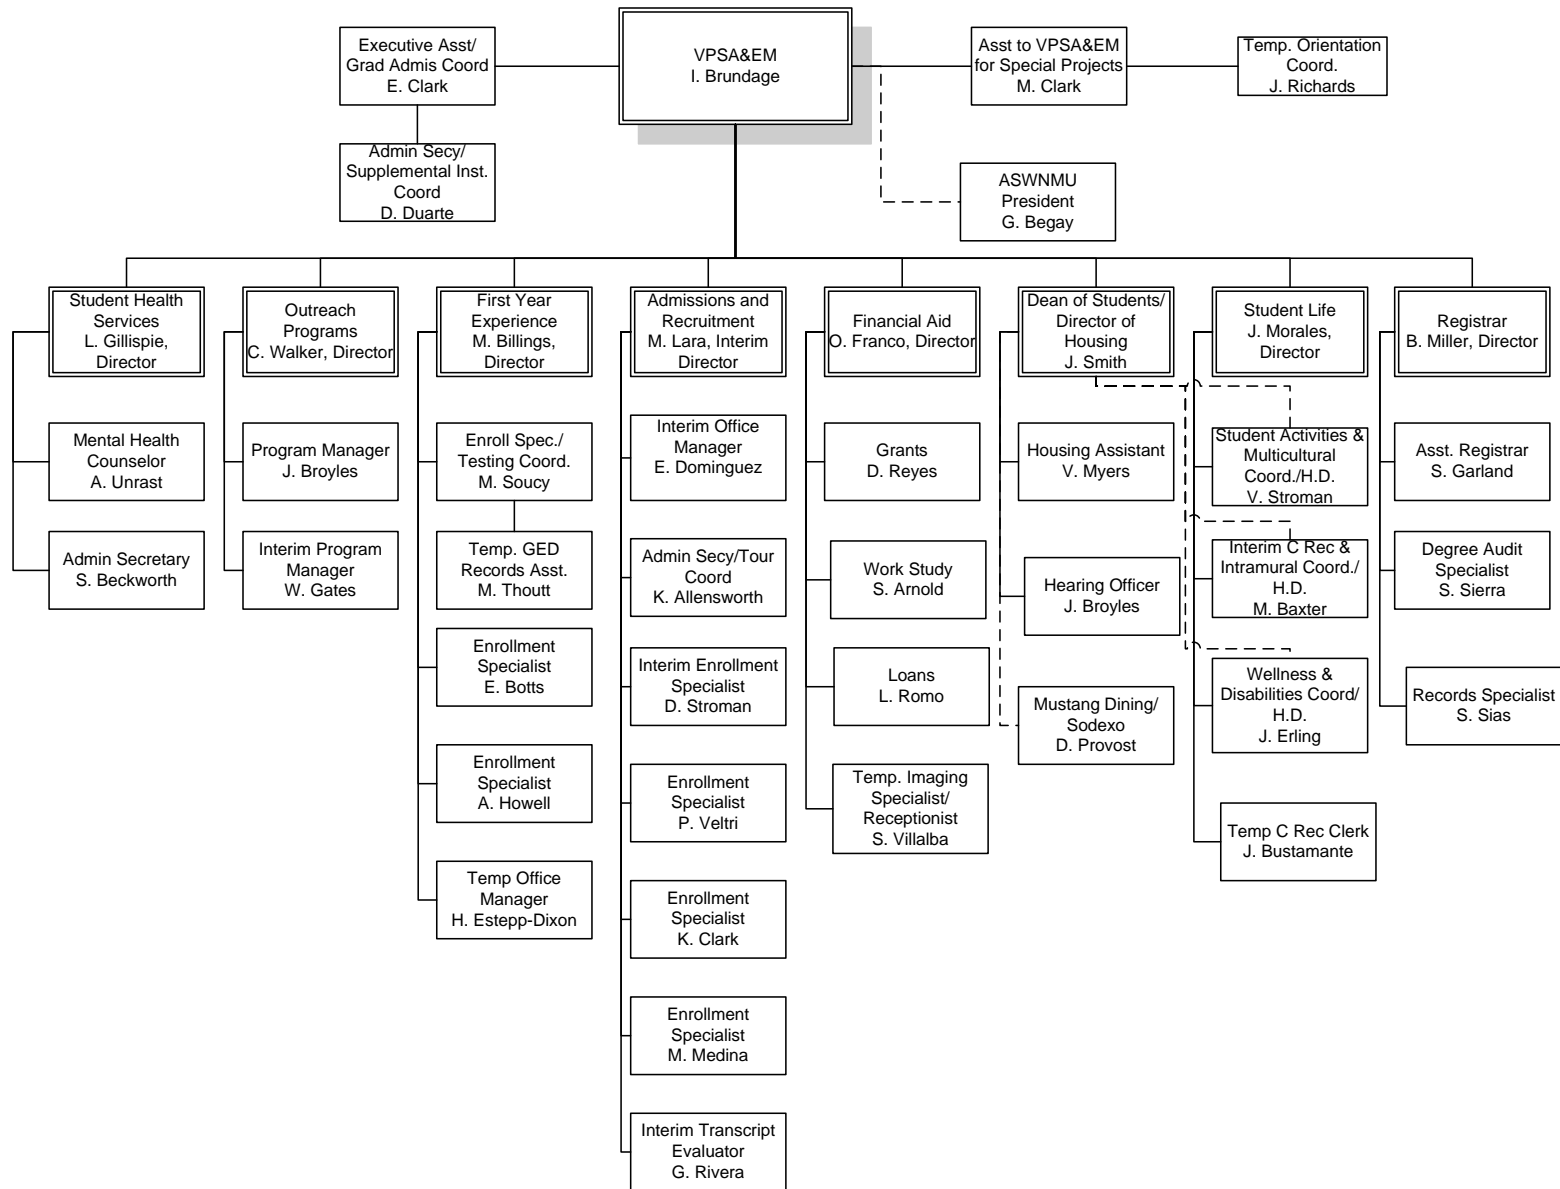 Executive Asst/
Grad Admis Coord
E. Clark
VPSA&EM
I. Brundage
Asst to VPSA&EM
for Special Projects
M. Clark
Temp. Orientation
Coord.
J. Richards
Admin Secy/
Supplemental Inst.
Coord
D. Duarte
ASWNMU
President
G. Begay
Student Health
Services
L. Gillispie,
Director
Outreach
Programs
C. Walker, Director
First Year
Experience
M. Billings,
Director
Admissions and
Recruitment
M. Lara, Interim
Director
Financial Aid
O. Franco, Director
Dean of Students/
Director of
Housing
J. Smith
Student Life
J. Morales,
Director
Registrar
B. Miller, Director
Mental Health
Counselor
A. Unrast
Admin Secretary
S. Beckworth
Program Manager
J. Broyles
Interim Program
Manager
W. Gates
Enroll Spec./
Testing Coord.
M. Soucy
Temp. GED
Records Asst.
M. Thoutt
Enrollment
Specialist
E. Botts
Enrollment
Specialist
A. Howell
Temp Office
Manager
H. Estepp-Dixon
Interim Office
Manager
E. Dominguez
Admin Secy/Tour
Coord
K. Allensworth
Interim Enrollment
Specialist
D. Stroman
Enrollment
Specialist
P. Veltri
Enrollment
Specialist
K. Clark
Enrollment
Specialist
M. Medina
Interim Transcript
Evaluator
G. Rivera
Grants
D. Reyes
Work Study
S. Arnold
Loans
L. Romo
Temp. Imaging
Specialist/
Receptionist
S. Villalba
Housing Assistant
V. Myers
Hearing Officer
J. Broyles
Mustang Dining/
Sodexo
D. Provost
Student Activities &
Multicultural
Coord./H.D.
V. Stroman
Interim C Rec &
Intramural Coord./
H.D.
M. Baxter
Wellness &
Disabilities Coord/
H.D.
J. Erling
Temp C Rec Clerk
J. Bustamante
Asst. Registrar
S. Garland
Degree Audit
Specialist
S. Sierra
Records Specialist
S. Sias